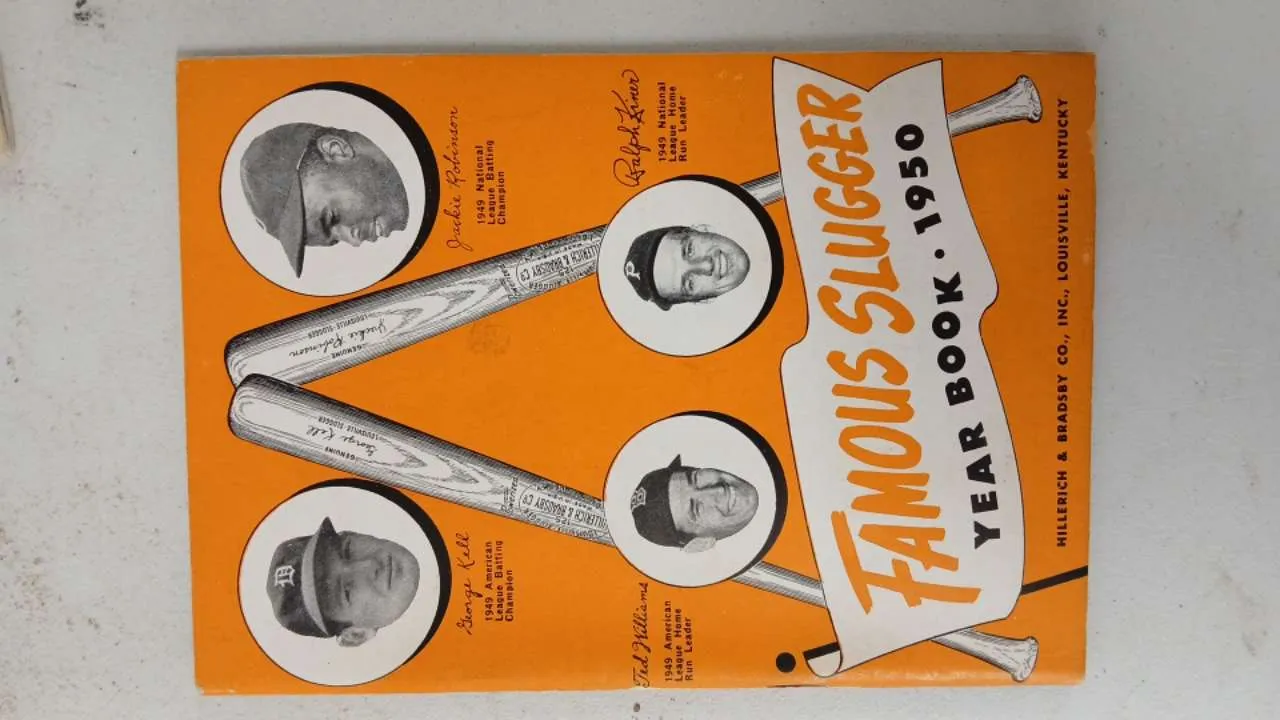 D
George Kell
1949 American
League Batting
Champion
Jackie Robinson
1949 National
League Batting
Champion
GENUINE
George Kell
LOUISVILLE SLUGGER
GENUINE
Jackie Robinson
LOUISVILLE SLUGGER
Powerized
HILLERICH & BRADSBY Co
125
HILLERICH & BRADSBY Co
125
Ted Williams
1949 American
League Home
Run Leader
P
Ralph Kiner
1949 National
League Home
Run Leader
FAMOUS SLUGGER
YEAR BOOK • 1950
HILLERICH & BRADSBY CO., INC., LOUISVILLE, KENTUCKY